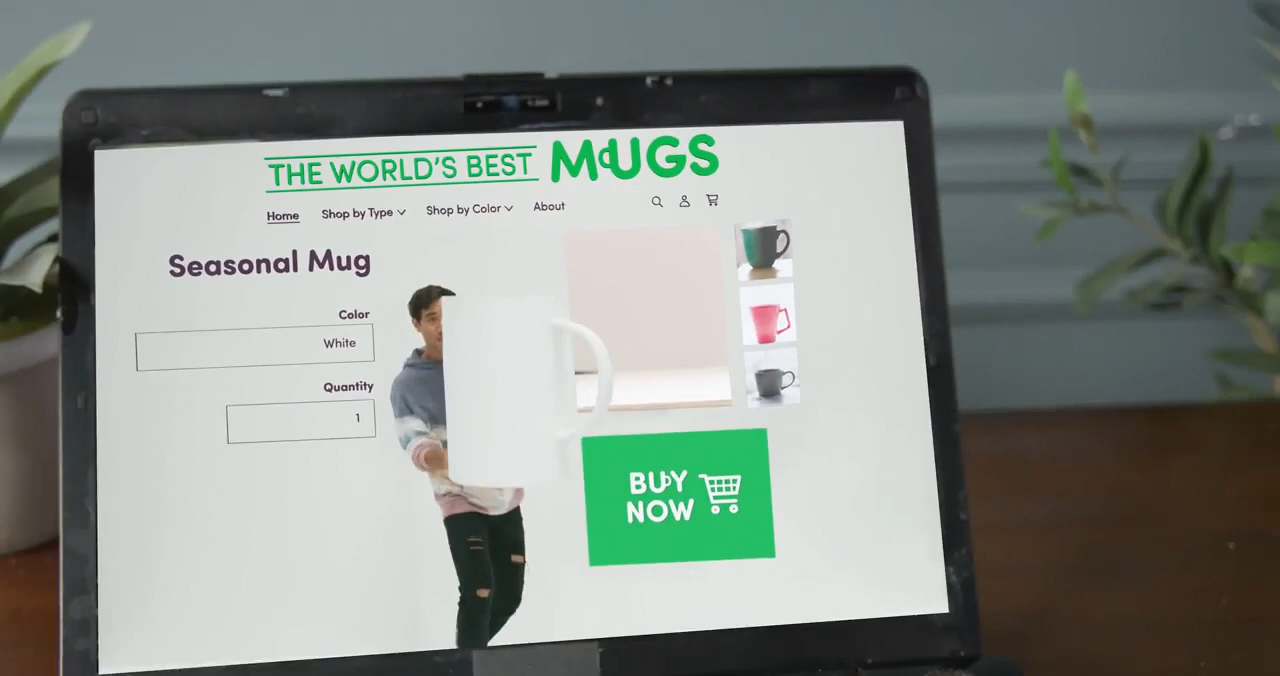 THE WORLD'S BEST MUGS
Home Shop by Type Shop by Color About
Seasonal Mug
Color
White
Quantity
1
BUY
NOW